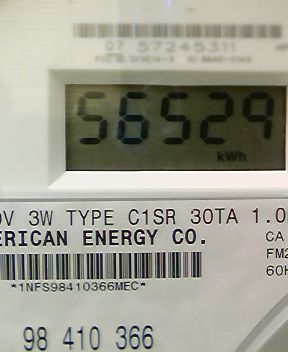 07 57245311
56529
kWh
0V 3W TYPE C1SR 30TA 1.0
ERICAN ENERGY CO.
CA
FM2
60H
*1NFS98410366MEC*
98 410 366